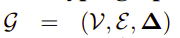 𝒢 = (𝒱, ℰ, 𝚫)